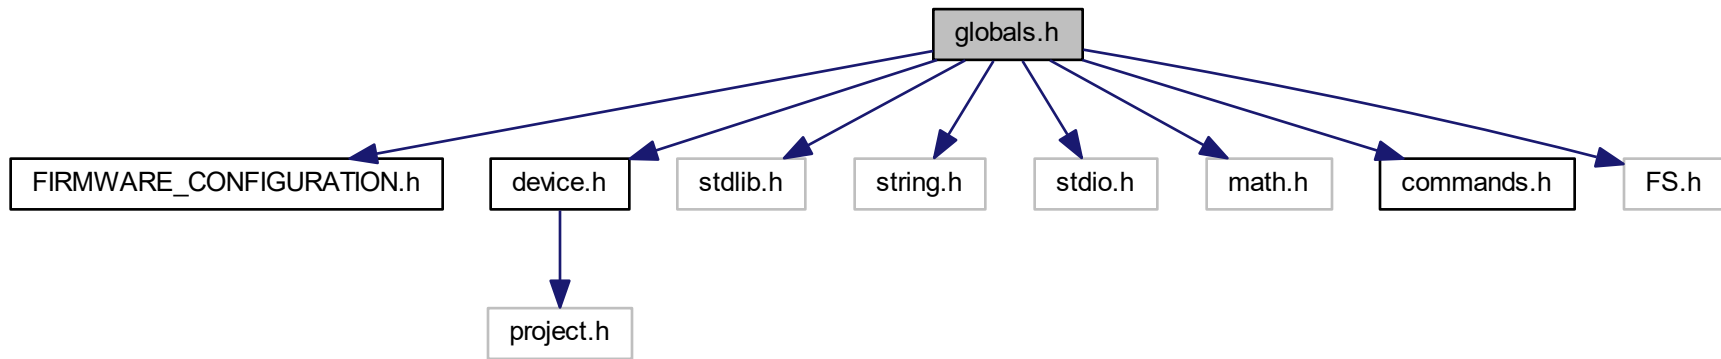 globals.h
FIRMWARE_CONFIGURATION.h
device.h
stdlib.h
string.h
stdio.h
math.h
commands.h
FS.h
project.h